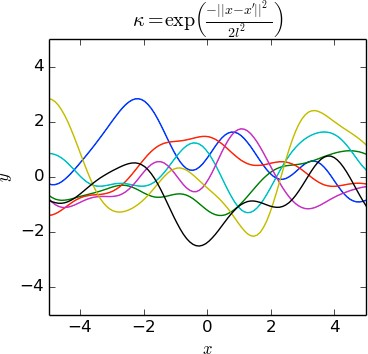 κ = exp(−||x−x′||² / 2l²)
4
2
0
−2
−4
y
−4 −2 0 2 4
x